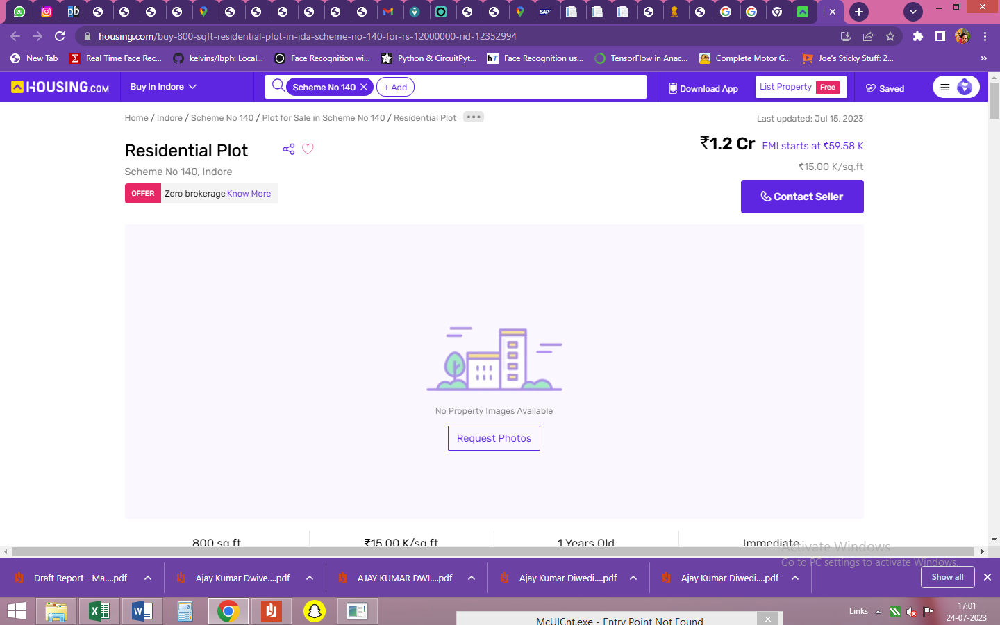 20
pb
SAP
housing.com/buy-800-sqft-residential-plot-in-ida-scheme-no-140-for-rs-12000000-rid-12352994
New Tab
Real Time Face Rec...
kelvins/lbph: Local...
Face Recognition wi...
Python & CircuitPyt...
hT
Face Recognition us...
TensorFlow in Anac...
Complete Motor G...
Joe's Sticky Stuff: 2...
»
HOUSING.COM
Buy In Indore
Scheme No 140
+ Add
Download App
List Property Free
Saved
Home / Indore / Scheme No 140 / Plot for Sale in Scheme No 140 / Residential Plot
Last updated: Jul 15, 2023
Residential Plot
₹1.2 Cr EMI starts at ₹59.58 K
Scheme No 140, Indore
₹15.00 K/sq.ft
OFFER Zero brokerage Know More
Contact Seller
No Property Images Available
Request Photos
800 sq ft
₹15.00 K/sq.ft
1 Years Old
Immediate
Activate Windows
Go to PC settings to activate Windows.
Draft Report - Ma....pdf
Ajay Kumar Dwive....pdf
AJAY KUMAR DWI....pdf
Ajay Kumar Diwedi....pdf
Ajay Kumar Diwedi....pdf
Show all
Links
17:01
24-07-2023
McUICnt.exe - Entry Point Not Found